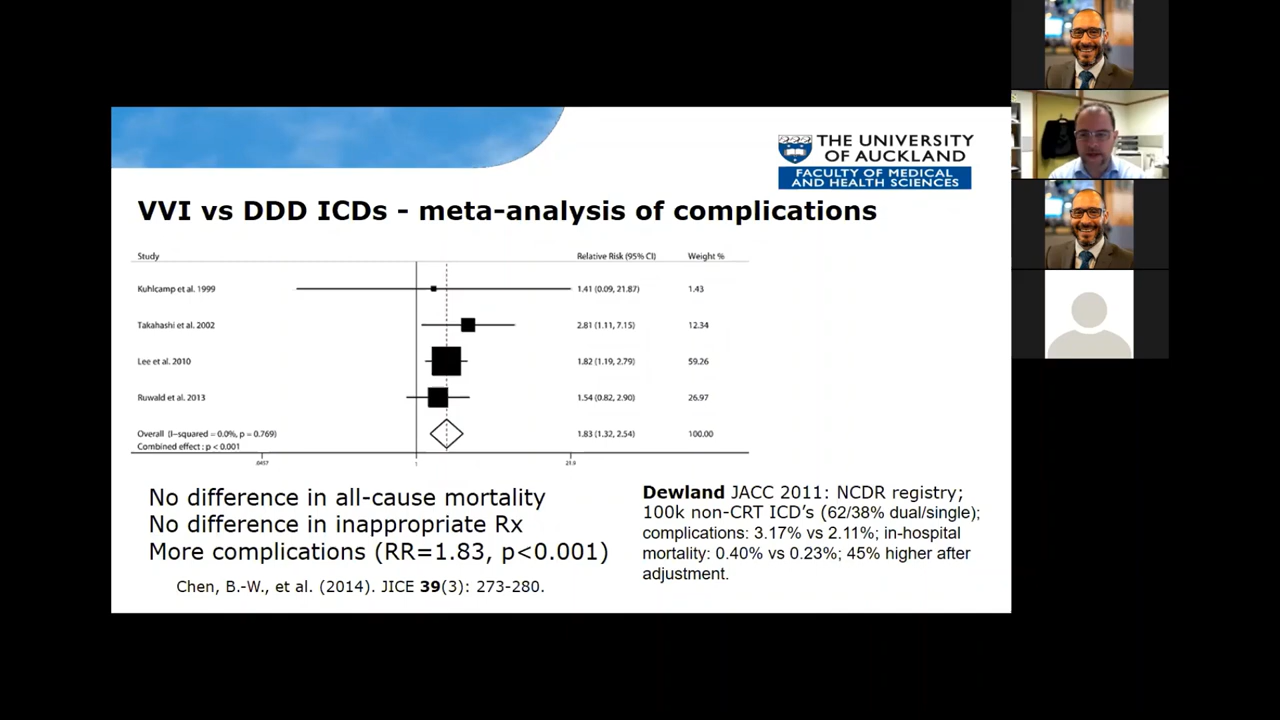 THE UNIVERSITY
OF AUCKLAND
FACULTY OF MEDICAL
AND HEALTH SCIENCES
VVI vs DDD ICDs - meta-analysis of complications
Study Relative Risk (95% CI) Weight %
Kuhlcamp et al. 1999 1.41 (0.09, 21.87) 1.43
Takahashi et al. 2002 2.81 (1.11, 7.15) 12.34
Lee et al. 2010 1.82 (1.19, 2.79) 59.26
Ruwald et al. 2013 1.54 (0.82, 2.90) 26.97
Overall (I-squared = 0.0%, p = 0.769) 1.83 (1.32, 2.54) 100.00
Combined effect : p < 0.001
.0457 1 21.9
No difference in all-cause mortality
No difference in inappropriate Rx
More complications (RR=1.83, p<0.001)
Chen, B.-W., et al. (2014). JICE 39(3): 273-280.
Dewland JACC 2011: NCDR registry;
100k non-CRT ICD's (62/38% dual/single);
complications: 3.17% vs 2.11%; in-hospital
mortality: 0.40% vs 0.23%; 45% higher after
adjustment.